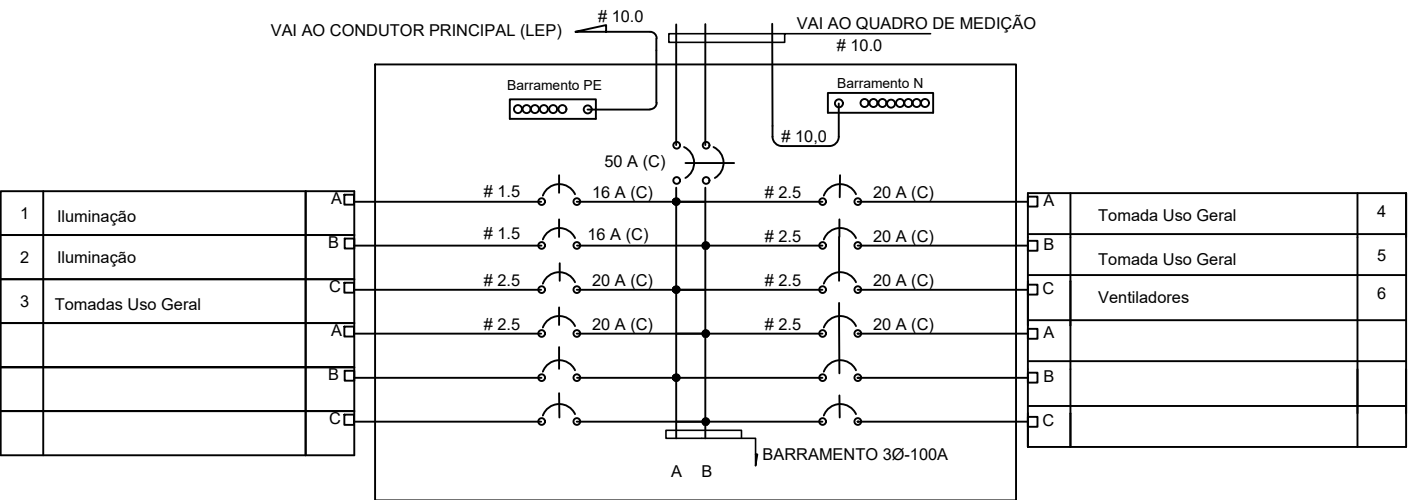 # 10.0
VAI AO CONDUTOR PRINCIPAL (LEP)
VAI AO QUADRO DE MEDIÇÃO
# 10.0
Barramento PE
Barramento N
# 10,0
50 A (C)
1 Iluminação A # 1.5 16 A (C) # 2.5 20 A (C) A Tomada Uso Geral 4
2 Iluminação B # 1.5 16 A (C) # 2.5 20 A (C) B Tomada Uso Geral 5
3 Tomadas Uso Geral C # 2.5 20 A (C) # 2.5 20 A (C) C Ventiladores 6
A # 2.5 20 A (C) # 2.5 20 A (C) A
B B
C C
BARRAMENTO 3Ø-100A
A B